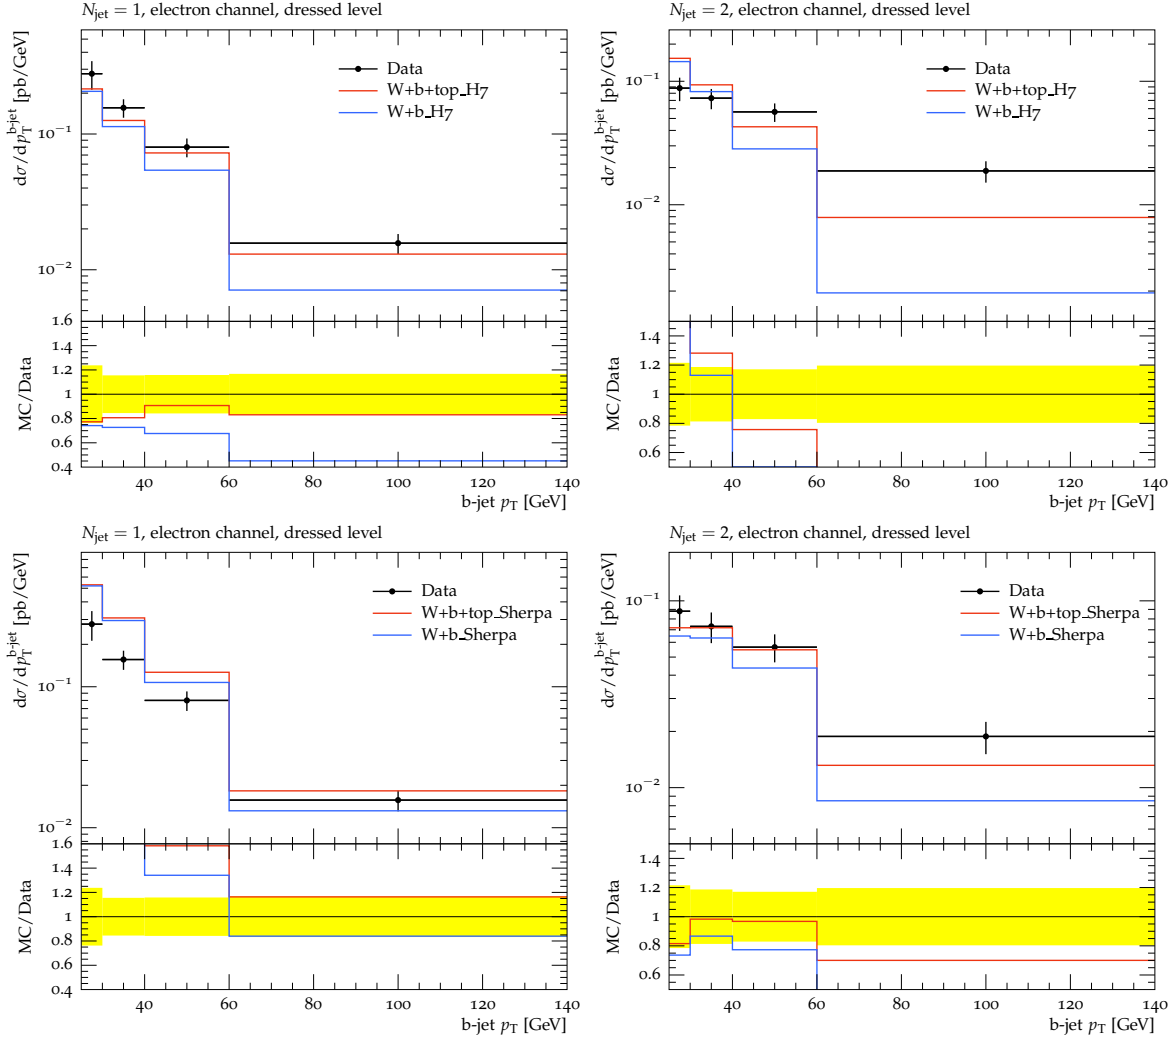 N_jet = 1, electron channel, dressed level
dσ/dp_T^b-jet [pb/GeV]
Data
W+b+top_H7
W+b_H7
10^−1
10^−2
MC/Data
1.6
1.4
1.2
1
0.8
0.6
0.4
40 60 80 100 120 140
b-jet p_T [GeV]
N_jet = 2, electron channel, dressed level
dσ/dp_T^b-jet [pb/GeV]
Data
W+b+top_H7
W+b_H7
10^−1
10^−2
MC/Data
1.4
1.2
1
0.8
0.6
40 60 80 100 120 140
b-jet p_T [GeV]
N_jet = 1, electron channel, dressed level
dσ/dp_T^b-jet [pb/GeV]
Data
W+b+top_Sherpa
W+b_Sherpa
10^−1
10^−2
MC/Data
1.6
1.4
1.2
1
0.8
0.6
0.4
40 60 80 100 120 140
b-jet p_T [GeV]
N_jet = 2, electron channel, dressed level
dσ/dp_T^b-jet [pb/GeV]
Data
W+b+top_Sherpa
W+b_Sherpa
10^−1
10^−2
MC/Data
1.4
1.2
1
0.8
0.6
40 60 80 100 120 140
b-jet p_T [GeV]